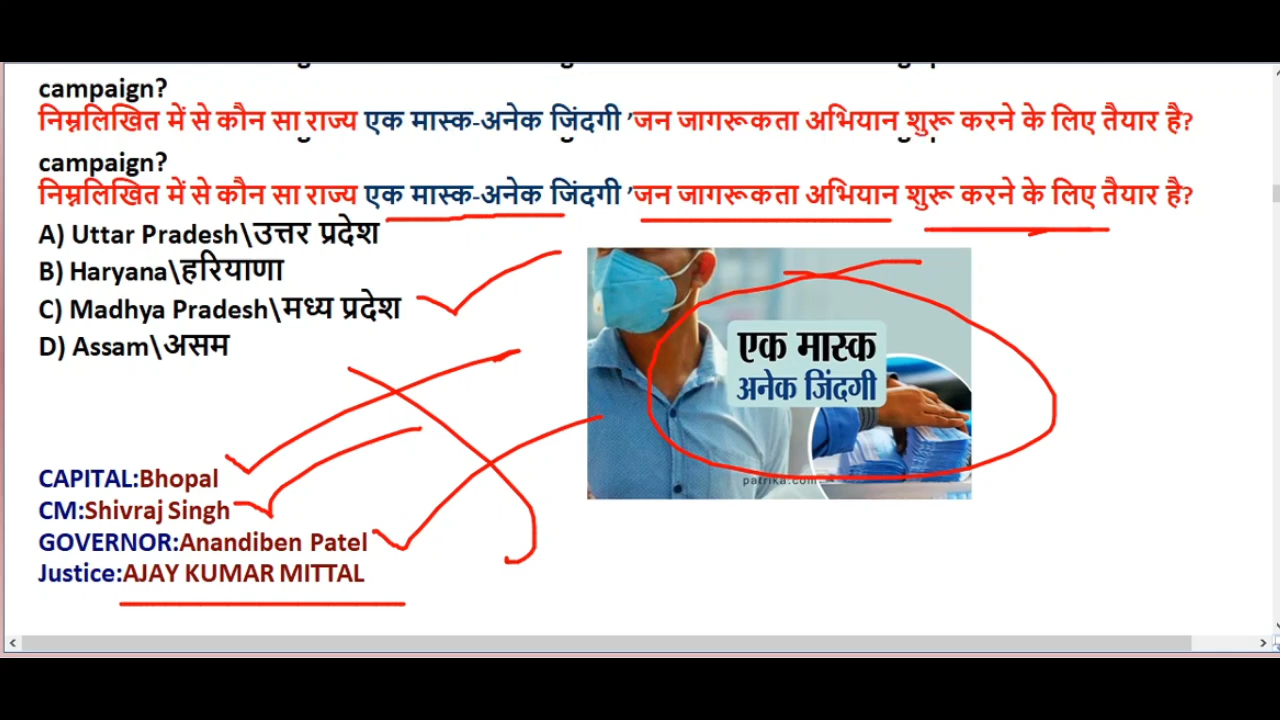 campaign?
निम्नलिखित में से कौन सा राज्य एक मास्क-अनेक जिंदगी 'जन जागरूकता अभियान शुरू करने के लिए तैयार है?
campaign?
निम्नलिखित में से कौन सा राज्य एक मास्क-अनेक जिंदगी 'जन जागरूकता अभियान शुरू करने के लिए तैयार है?
A) Uttar Pradesh\उत्तर प्रदेश
B) Haryana\हरियाणा
C) Madhya Pradesh\मध्य प्रदेश
D) Assam\असम
एक मास्क
अनेक जिंदगी
patrika.com
CAPITAL:Bhopal
CM:Shivraj Singh
GOVERNOR:Anandiben Patel
Justice:AJAY KUMAR MITTAL